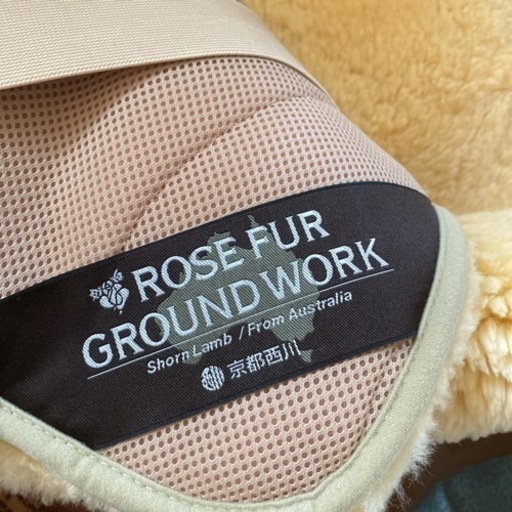 ROSE FUR
GROUND WORK
Shorn Lamb / From Australia
京都西川